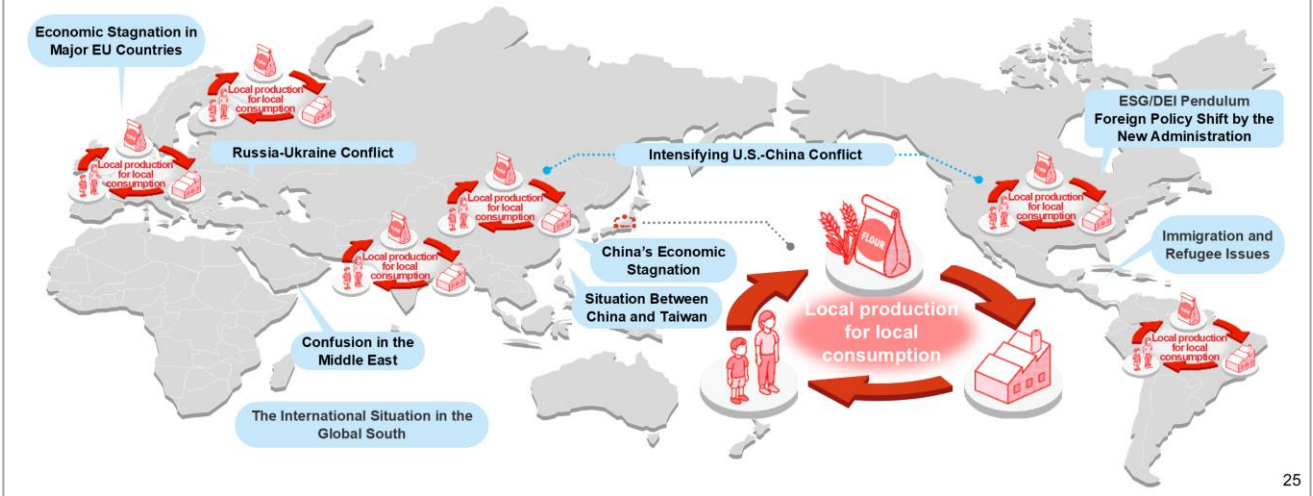 Economic Stagnation in
Major EU Countries
Local production
for local
consumption
ESG/DEI Pendulum
Foreign Policy Shift by the
New Administration
Russia-Ukraine Conflict
Intensifying U.S.-China Conflict
Local production
for local
consumption
Local production
for local
consumption
Local production
for local
consumption
FLOUR
Immigration and
Refugee Issues
Local production
for local
consumption
China's Economic
Stagnation
Situation Between
China and Taiwan
Local production
for local
consumption
Confusion in the
Middle East
Local production
for local
consumption
The International Situation in the
Global South
25